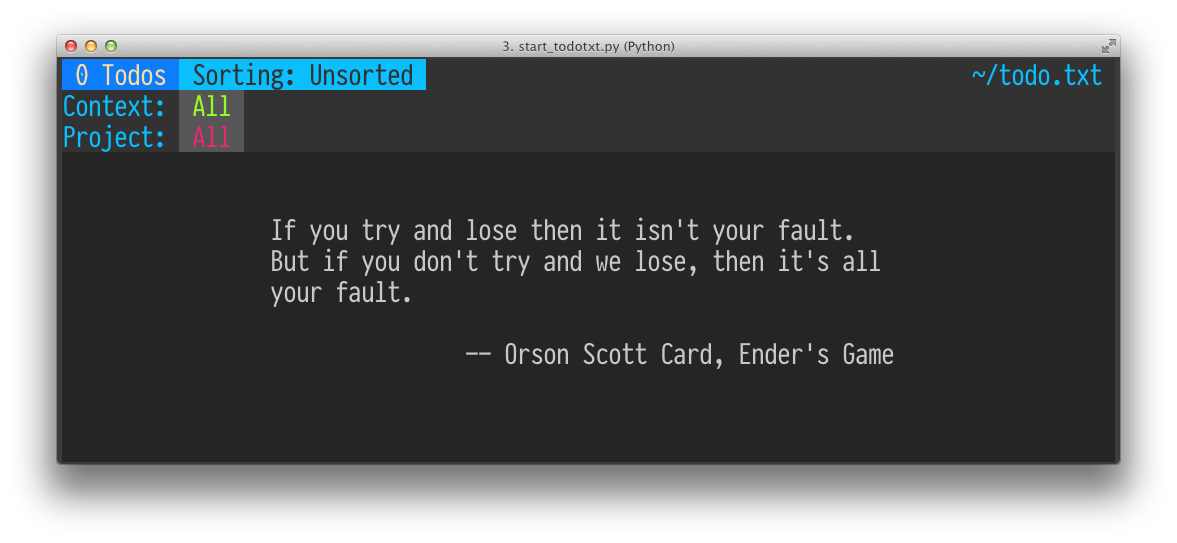 3. start_todotxt.py (Python)
0 Todos Sorting: Unsorted ~/todo.txt
Context: All
Project: All
If you try and lose then it isn't your fault.
But if you don't try and we lose, then it's all
your fault.
-- Orson Scott Card, Ender's Game